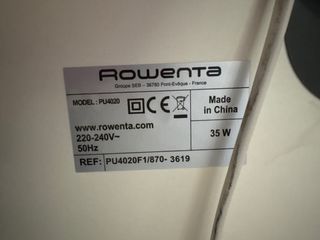 Rowenta
Groupe SEB - 38780 Pont-Evêque - France
MODEL: PU4020
CE
Made in China
www.rowenta.com
220-240V~
50Hz
35 W
REF: PU4020F1/870- 3619